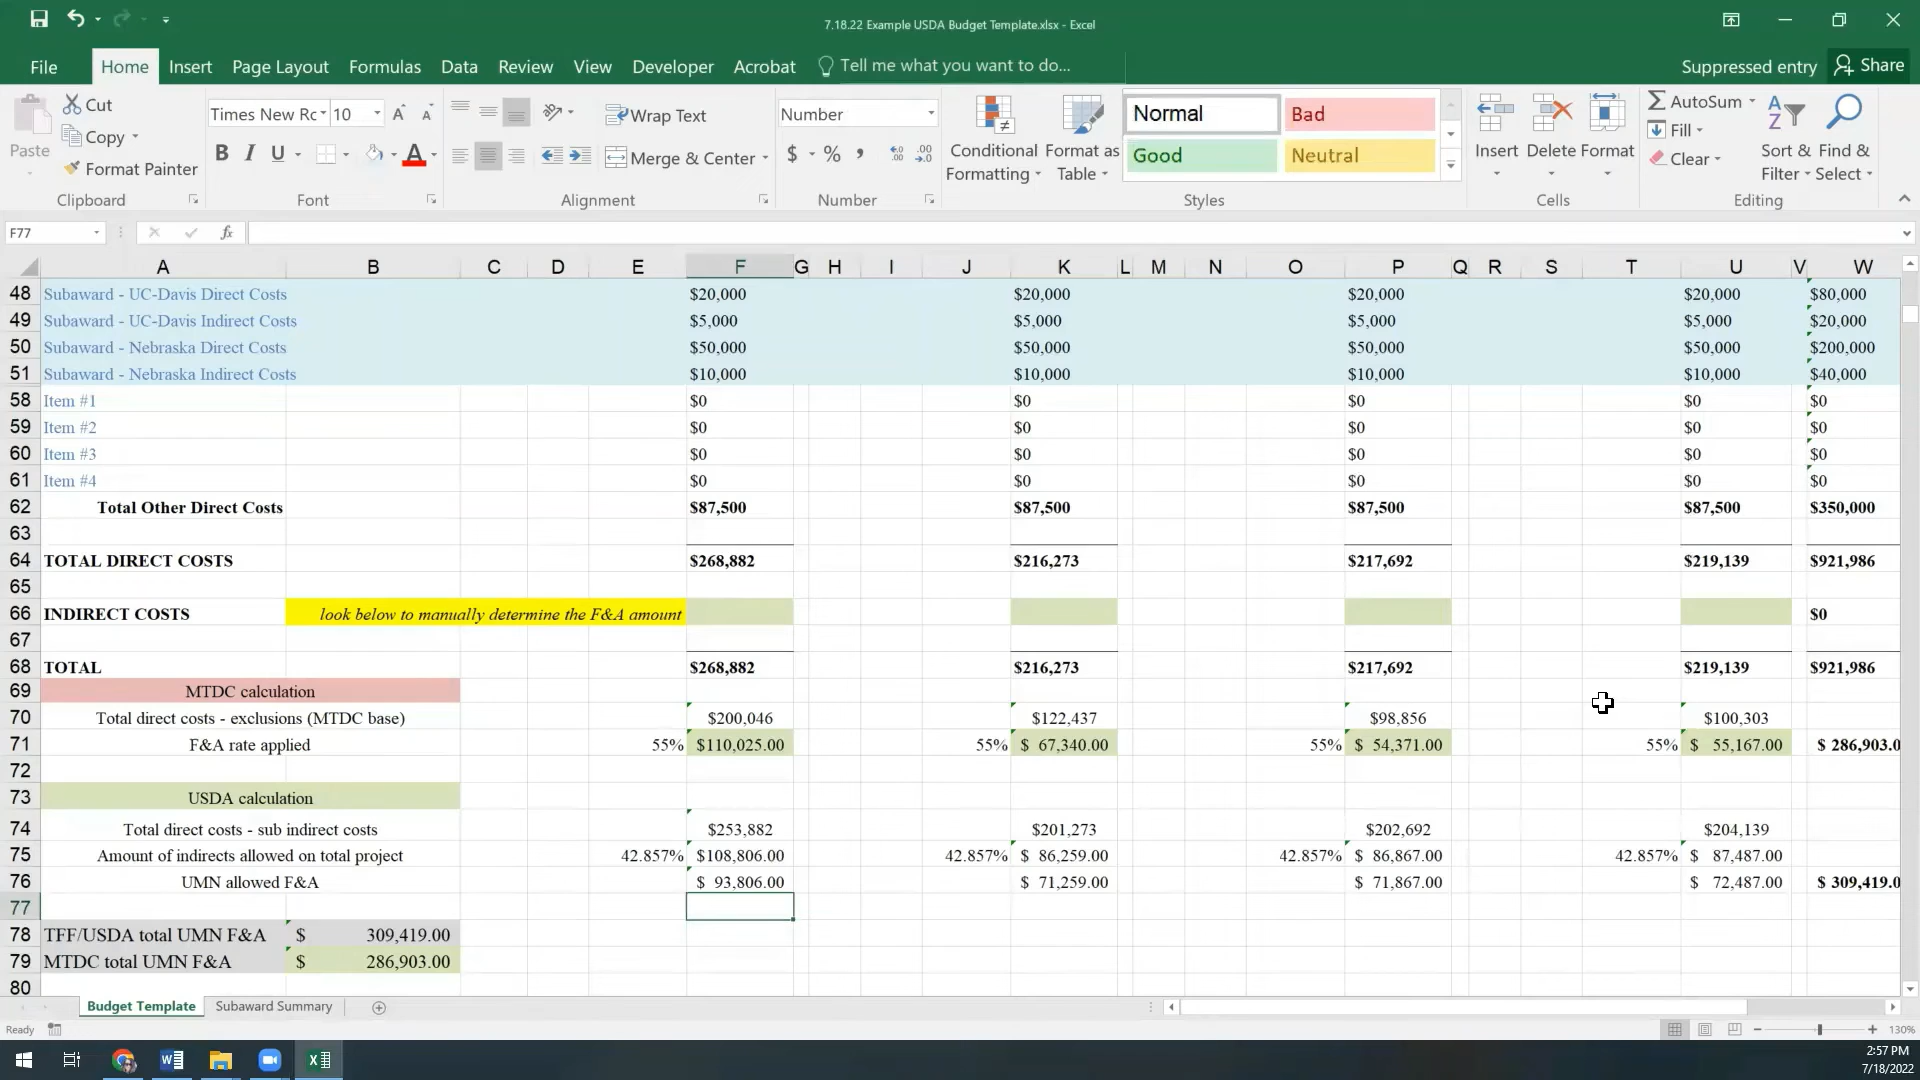 7.18.22 Example USDA Budget Template.xlsx - Excel
File Home Insert Page Layout Formulas Data Review View Developer Acrobat Tell me what you want to do... Suppressed entry Share
Paste Cut Copy Format Painter Clipboard
Times New Rc 10 B I U A Font
Wrap Text Merge & Center Alignment
Number $ % , Number
Conditional Formatting Format as Table
Normal Bad Good Neutral Styles
Insert Delete Format Cells
AutoSum Fill Clear Sort & Filter Find & Select Editing
F77 fx
A B C D E F G H I J K L M N O P Q R S T U V W
48 Subaward - UC-Davis Direct Costs $20,000 $20,000 $20,000 $20,000 $80,000
49 Subaward - UC-Davis Indirect Costs $5,000 $5,000 $5,000 $5,000 $20,000
50 Subaward - Nebraska Direct Costs $50,000 $50,000 $50,000 $50,000 $200,000
51 Subaward - Nebraska Indirect Costs $10,000 $10,000 $10,000 $10,000 $40,000
58 Item #1 $0 $0 $0 $0 $0
59 Item #2 $0 $0 $0 $0 $0
60 Item #3 $0 $0 $0 $0 $0
61 Item #4 $0 $0 $0 $0 $0
62 Total Other Direct Costs $87,500 $87,500 $87,500 $87,500 $350,000
63
64 TOTAL DIRECT COSTS $268,882 $216,273 $217,692 $219,139 $921,986
65
66 INDIRECT COSTS look below to manually determine the F&A amount $0
67
68 TOTAL $268,882 $216,273 $217,692 $219,139 $921,986
69 MTDC calculation
70 Total direct costs - exclusions (MTDC base) $200,046 $122,437 $98,856 $100,303
71 F&A rate applied 55% $110,025.00 55% $ 67,340.00 55% $ 54,371.00 55% $ 55,167.00 $ 286,903.0
72
73 USDA calculation
74 Total direct costs - sub indirect costs $253,882 $201,273 $202,692 $204,139
75 Amount of indirects allowed on total project 42.857% $108,806.00 42.857% $ 86,259.00 42.857% $ 86,867.00 42.857% $ 87,487.00
76 UMN allowed F&A $ 93,806.00 $ 71,259.00 $ 71,867.00 $ 72,487.00 $ 309,419.0
77
78 TFF/USDA total UMN F&A $ 309,419.00
79 MTDC total UMN F&A $ 286,903.00
80
Budget Template Subaward Summary
Ready 130%
2:57 PM
7/18/2022